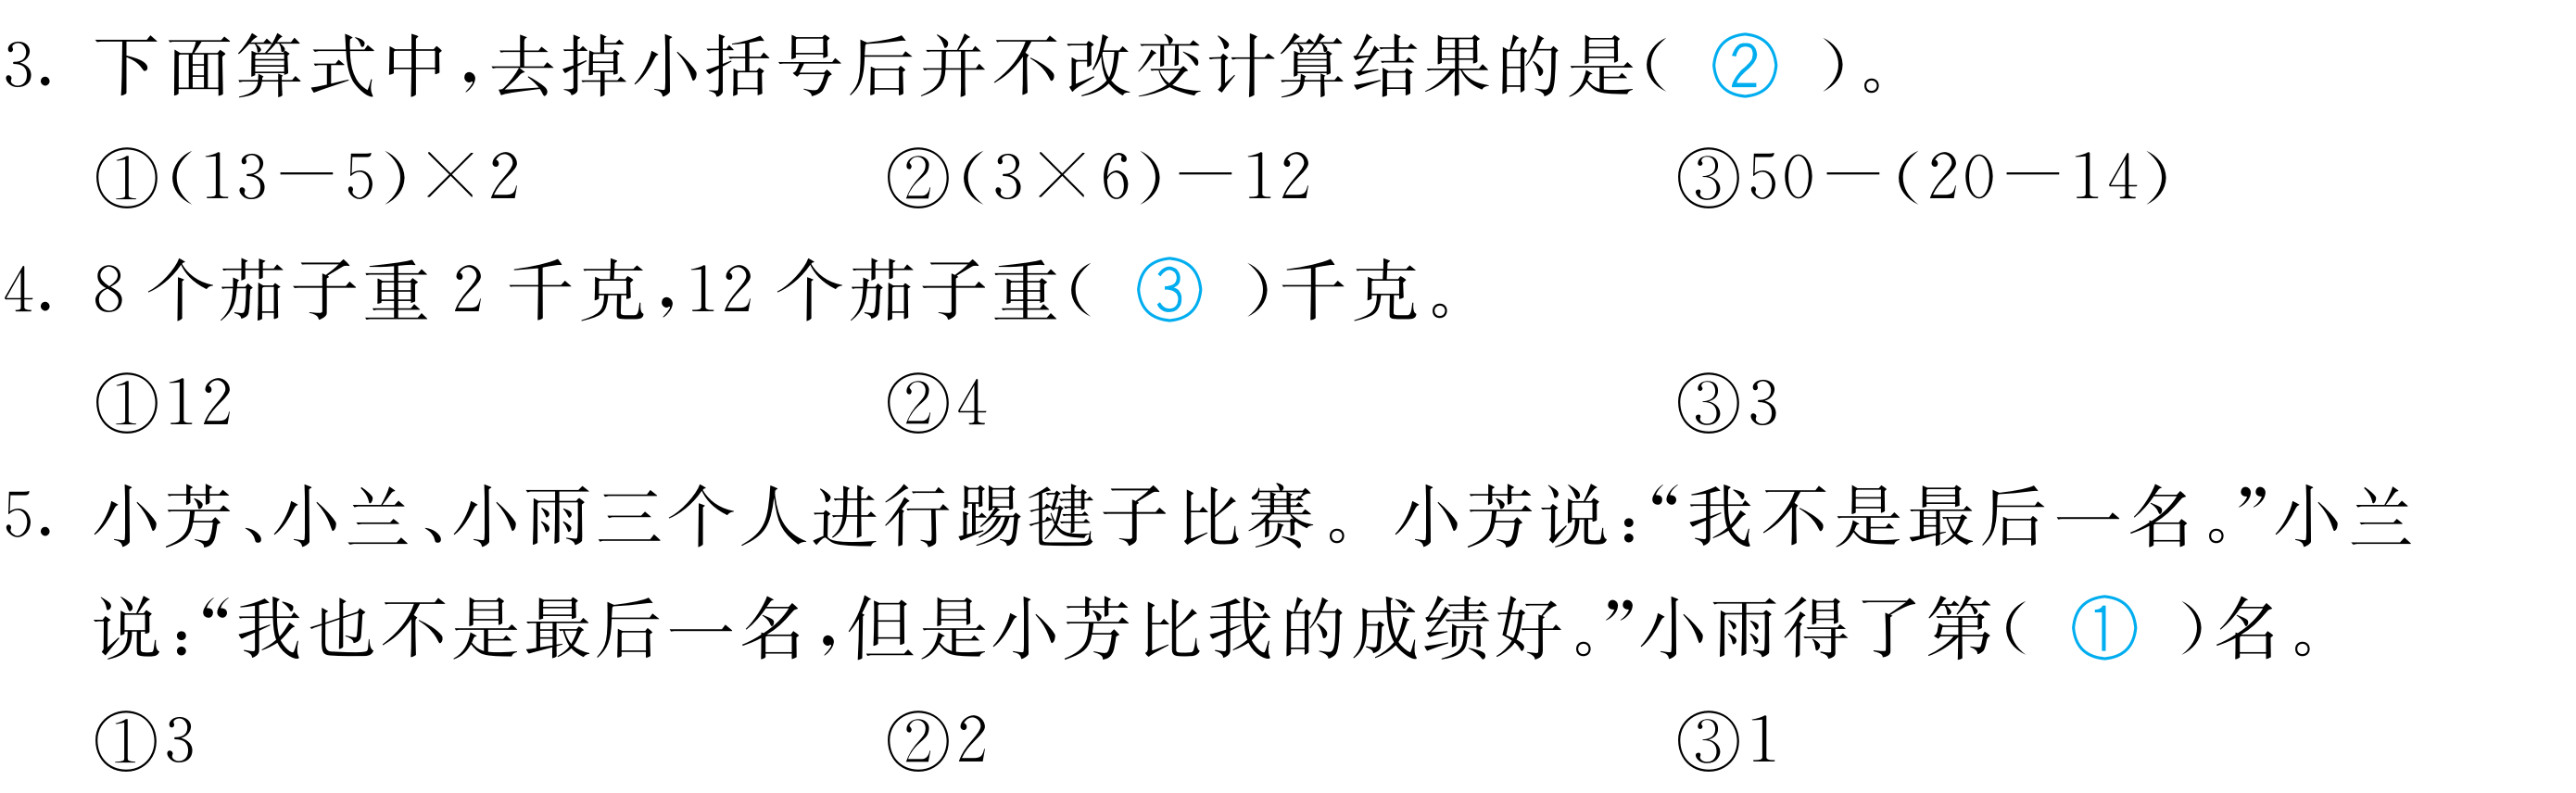 3. 下面算式中,去掉小括号后并不改变计算结果的是( ② )。
①(13-5)×2 ②(3×6)-12 ③50-(20-14)
4. 8 个茄子重 2 千克,12 个茄子重( ③ )千克。
①12 ②4 ③3
5. 小芳、小兰、小雨三个人进行踢毽子比赛。小芳说:“我不是最后一名。”小兰
说:“我也不是最后一名,但是小芳比我的成绩好。”小雨得了第( ① )名。
①3 ②2 ③1